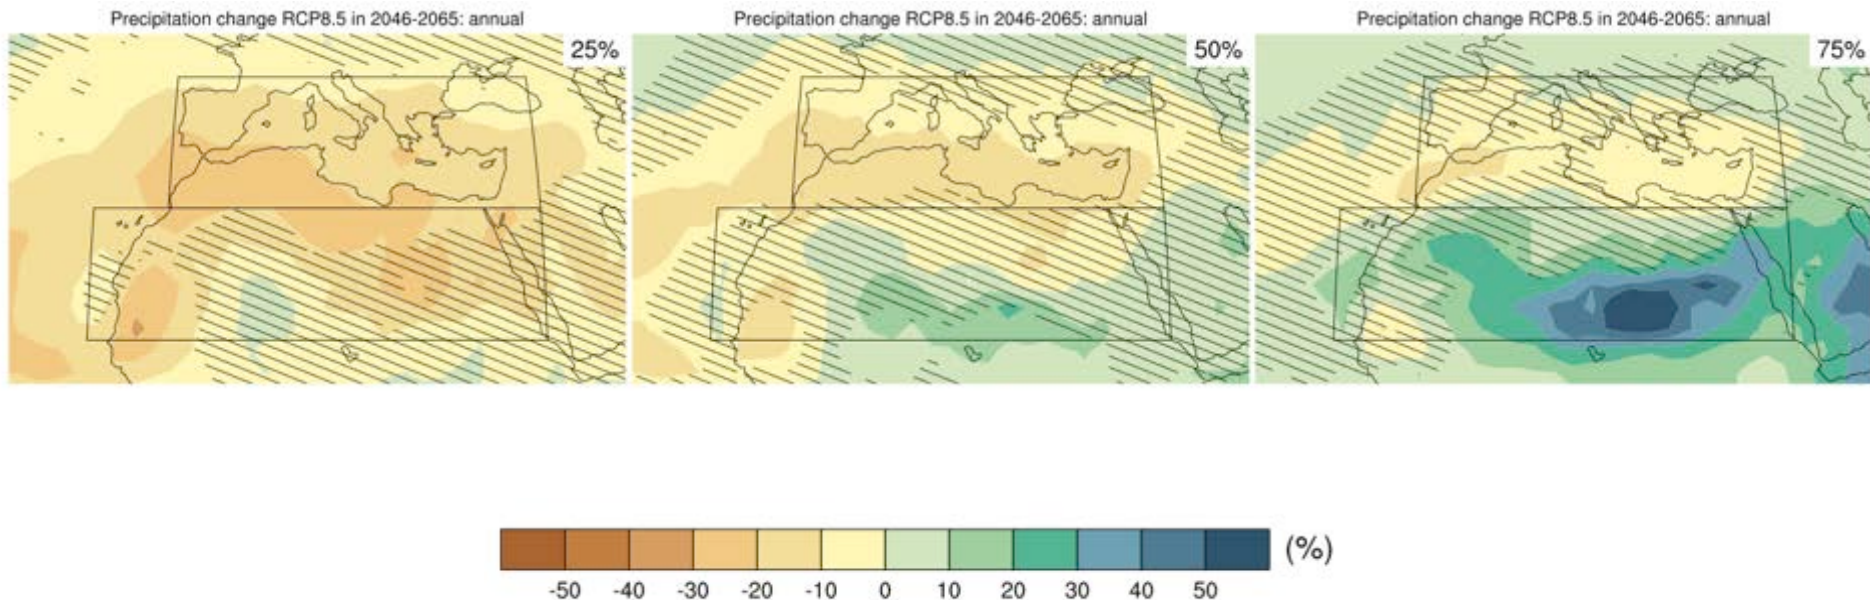 Precipitation change RCP8.5 in 2046-2065: annual
25%
Precipitation change RCP8.5 in 2046-2065: annual
50%
Precipitation change RCP8.5 in 2046-2065: annual
75%
-50 -40 -30 -20 -10 0 10 20 30 40 50 (%)